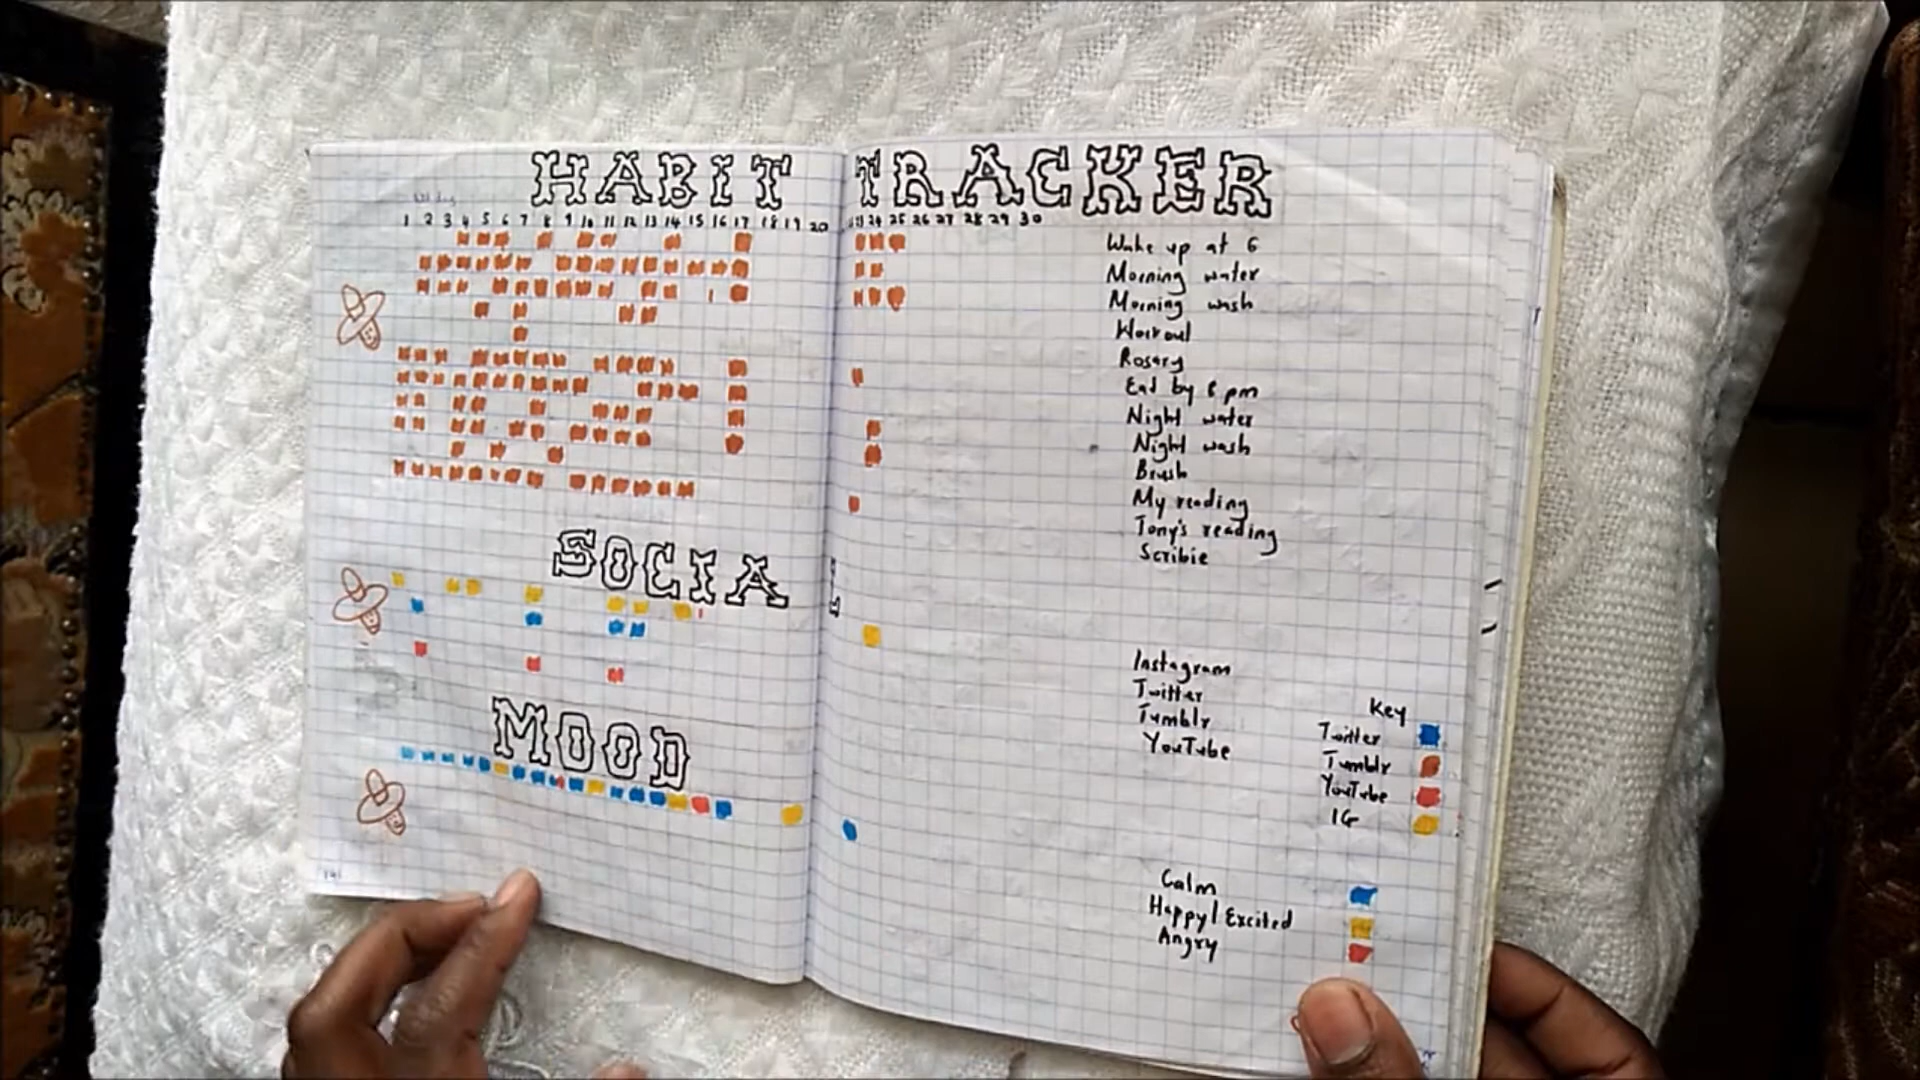 HABIT TRACKER
1 2 3 4 5 6 7 8 9 10 11 12 13 14 15 16 17 18 19 20 23 24 25 26 27 28 29 30
Wake up at 6
Morning water
Morning wash
Workout
Rosary
Eat by 8 pm
Night water
Night wash
Brush
My reading
Tony's reading
Scribie
SOCIAL
Instagram
Twitter
Tumblr
YouTube
Key
Twitter
Tumblr
YouTube
IG
MOOD
Calm
Happy/Excited
Angry